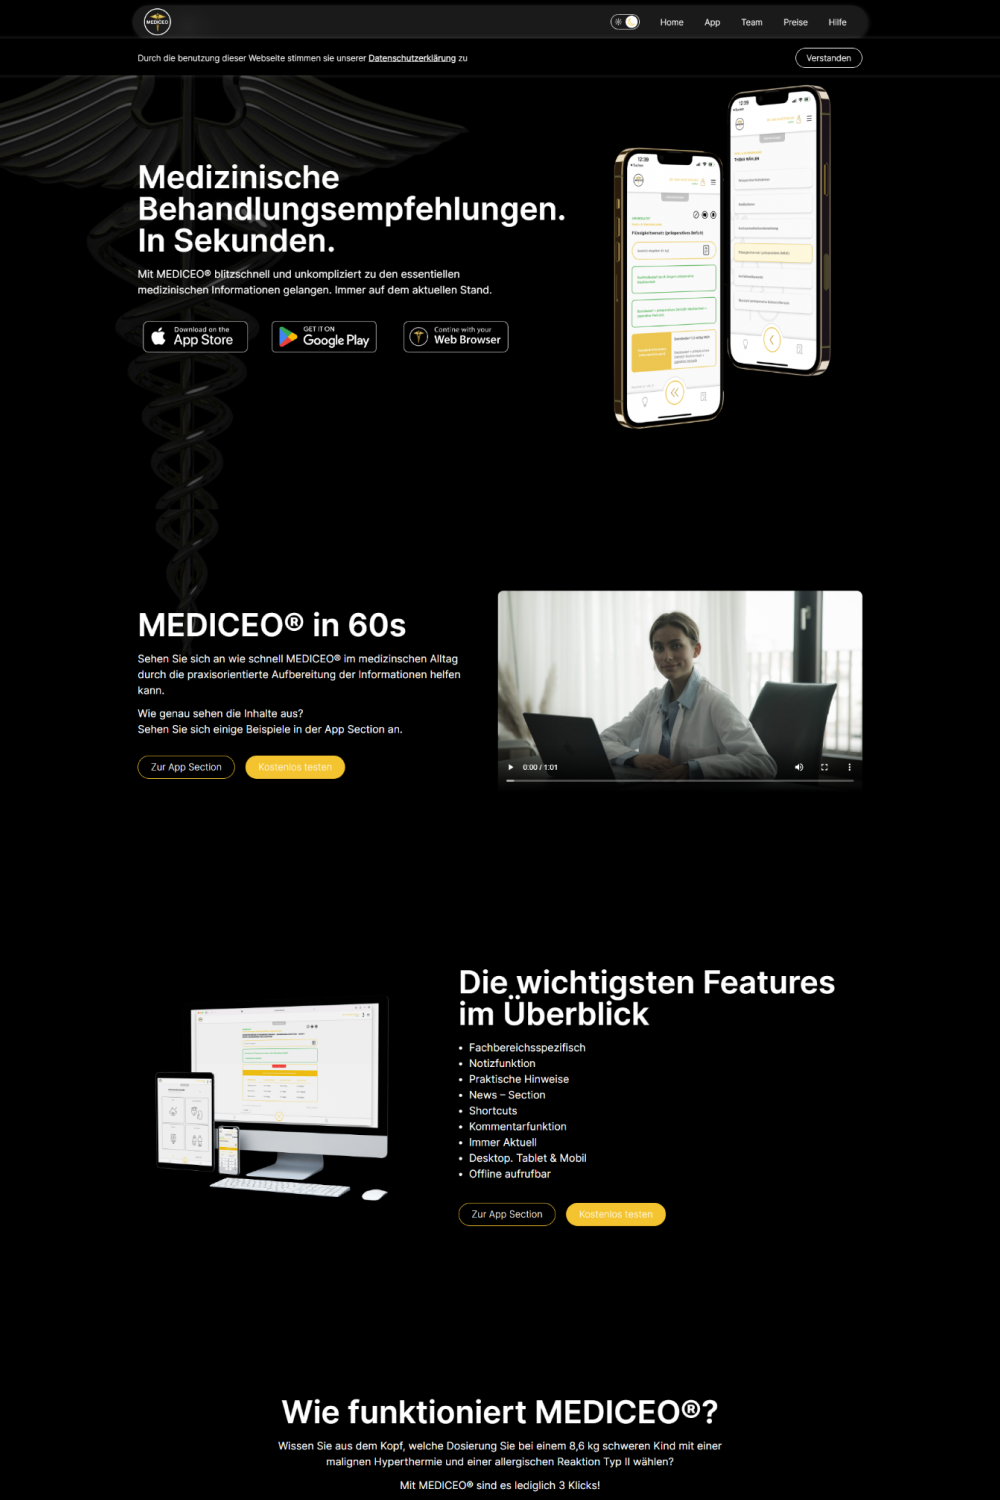 MEDICEO
Home App Team Preise Hilfe
Durch die benutzung dieser Webseite stimmen sie unserer Datenschutzerklärung zu
Verstanden
Medizinische
Behandlungsempfehlungen.
In Sekunden.
Mit MEDICEO® blitzschnell und unkompliziert zu den essentiellen
medizinischen Informationen gelangen. Immer auf dem aktuellen Stand.
Download on the
App Store
GET IT ON
Google Play
Contine with your
Web Browser
12:39
12:39
MEDICEO® in 60s
Sehen Sie sich an wie schnell MEDICEO® im medizinschen Alltag
durch die praxisorientierte Aufbereitung der Informationen helfen
kann.
Wie genau sehen die Inhalte aus?
Sehen Sie sich einige Beispiele in der App Section an.
Zur App Section
Kostenlos testen
0:00 / 1:01
Die wichtigsten Features
im Überblick
• Fachbereichsspezifisch
• Notizfunktion
• Praktische Hinweise
• News – Section
• Shortcuts
• Kommentarfunktion
• Immer Aktuell
• Desktop. Tablet & Mobil
• Offline aufrufbar
Zur App Section
Kostenlos testen
Wie funktioniert MEDICEO®?
Wissen Sie aus dem Kopf, welche Dosierung Sie bei einem 8,6 kg schweren Kind mit einer
malignen Hyperthermie und einer allergischen Reaktion Typ II wählen?
Mit MEDICEO® sind es lediglich 3 Klicks!